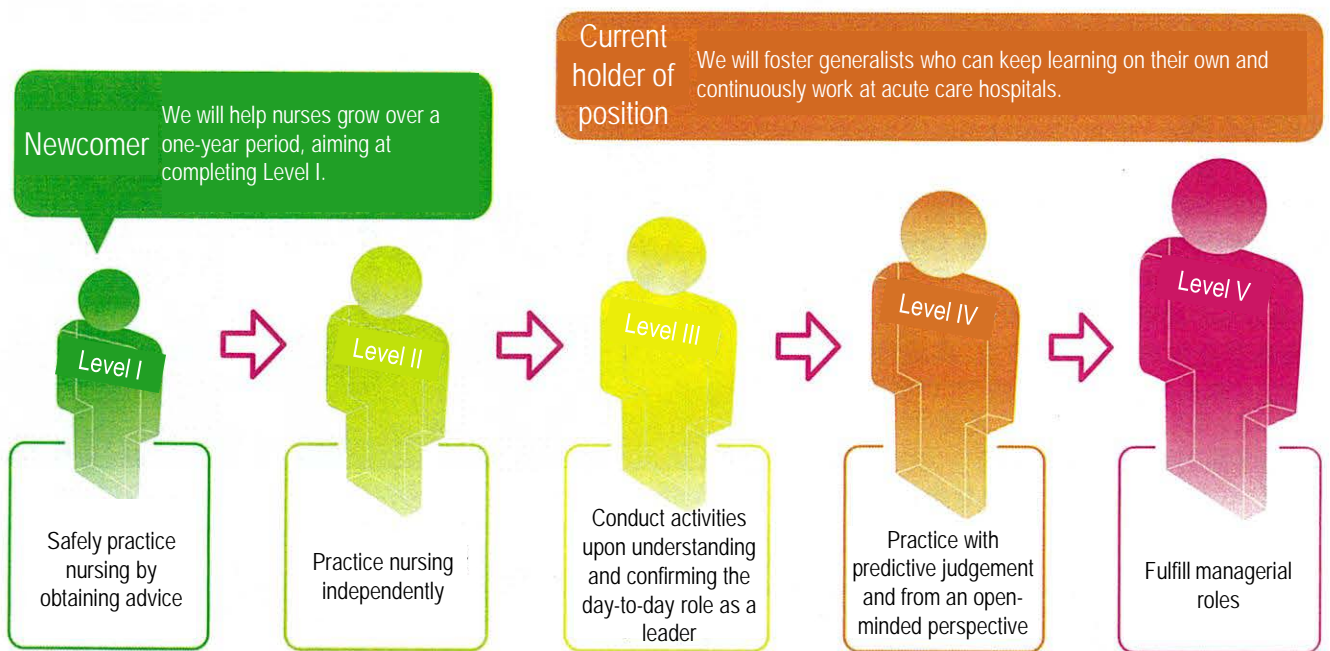 Newcomer
We will help nurses grow over a
one-year period, aiming at
completing Level I.
Current
holder of
position
We will foster generalists who can keep learning on their own and
continuously work at acute care hospitals.
Level I
Level II
Level III
Level IV
Level V
Safely practice
nursing by
obtaining advice
Practice nursing
independently
Conduct activities
upon understanding
and confirming the
day-to-day role as a
leader
Practice with
predictive judgement
and from an open-
minded perspective
Fulfill managerial
roles